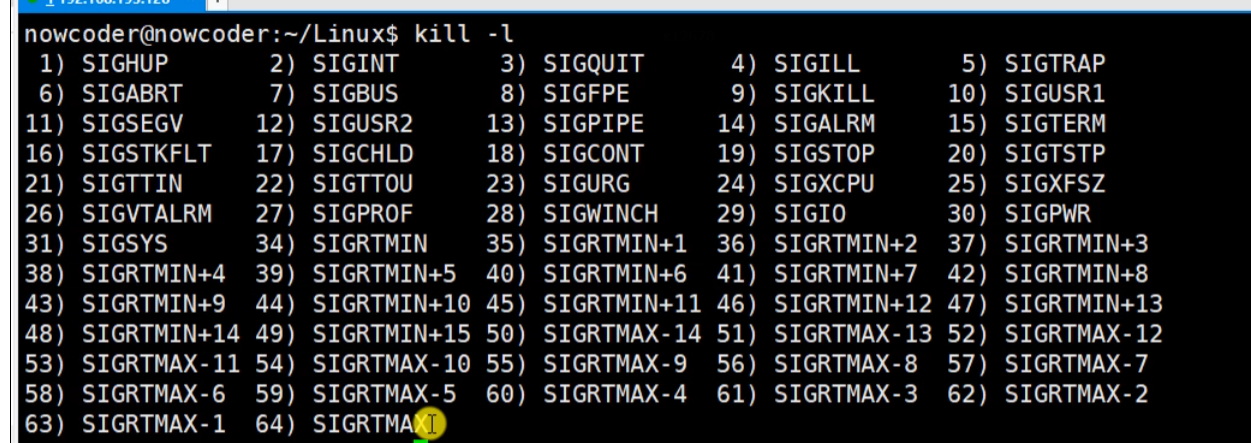 nowcoder@nowcoder:~/Linux$ kill -l
 1) SIGHUP       2) SIGINT       3) SIGQUIT      4) SIGILL       5) SIGTRAP
 6) SIGABRT      7) SIGBUS       8) SIGFPE       9) SIGKILL     10) SIGUSR1
11) SIGSEGV     12) SIGUSR2     13) SIGPIPE     14) SIGALRM     15) SIGTERM
16) SIGSTKFLT   17) SIGCHLD     18) SIGCONT     19) SIGSTOP     20) SIGTSTP
21) SIGTTIN     22) SIGTTOU     23) SIGURG      24) SIGXCPU     25) SIGXFSZ
26) SIGVTALRM   27) SIGPROF     28) SIGWINCH    29) SIGIO       30) SIGPWR
31) SIGSYS      34) SIGRTMIN    35) SIGRTMIN+1  36) SIGRTMIN+2  37) SIGRTMIN+3
38) SIGRTMIN+4  39) SIGRTMIN+5  40) SIGRTMIN+6  41) SIGRTMIN+7  42) SIGRTMIN+8
43) SIGRTMIN+9  44) SIGRTMIN+10 45) SIGRTMIN+11 46) SIGRTMIN+12 47) SIGRTMIN+13
48) SIGRTMIN+14 49) SIGRTMIN+15 50) SIGRTMAX-14 51) SIGRTMAX-13 52) SIGRTMAX-12
53) SIGRTMAX-11 54) SIGRTMAX-10 55) SIGRTMAX-9  56) SIGRTMAX-8  57) SIGRTMAX-7
58) SIGRTMAX-6  59) SIGRTMAX-5  60) SIGRTMAX-4  61) SIGRTMAX-3  62) SIGRTMAX-2
63) SIGRTMAX-1  64) SIGRTMAX